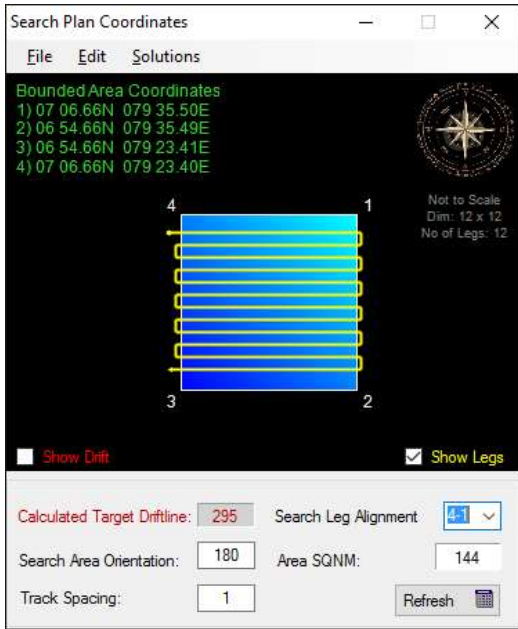 Search Plan Coordinates
File Edit Solutions
Bounded Area Coordinates
1) 07 06.66N 079 35.50E
2) 06 54.66N 079 35.49E
3) 06 54.66N 079 23.41E
4) 07 06.66N 079 23.40E
Not to Scale
Dim: 12 x 12
No of Legs: 12
4 1
3 2
Show Drift Show Legs
Calculated Target Driftline: 295 Search Leg Alignment 4-1
Search Area Orientation: 180 Area SQNM: 144
Track Spacing: 1 Refresh